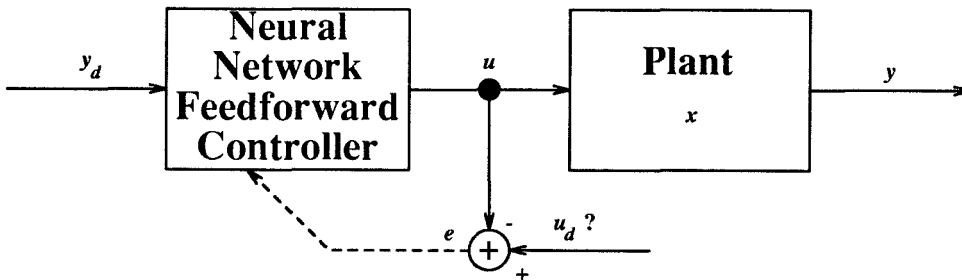 Neural
Network
Feedforward
Controller
y_d
u
Plant
x
y
e
-
+
+
u_d ?